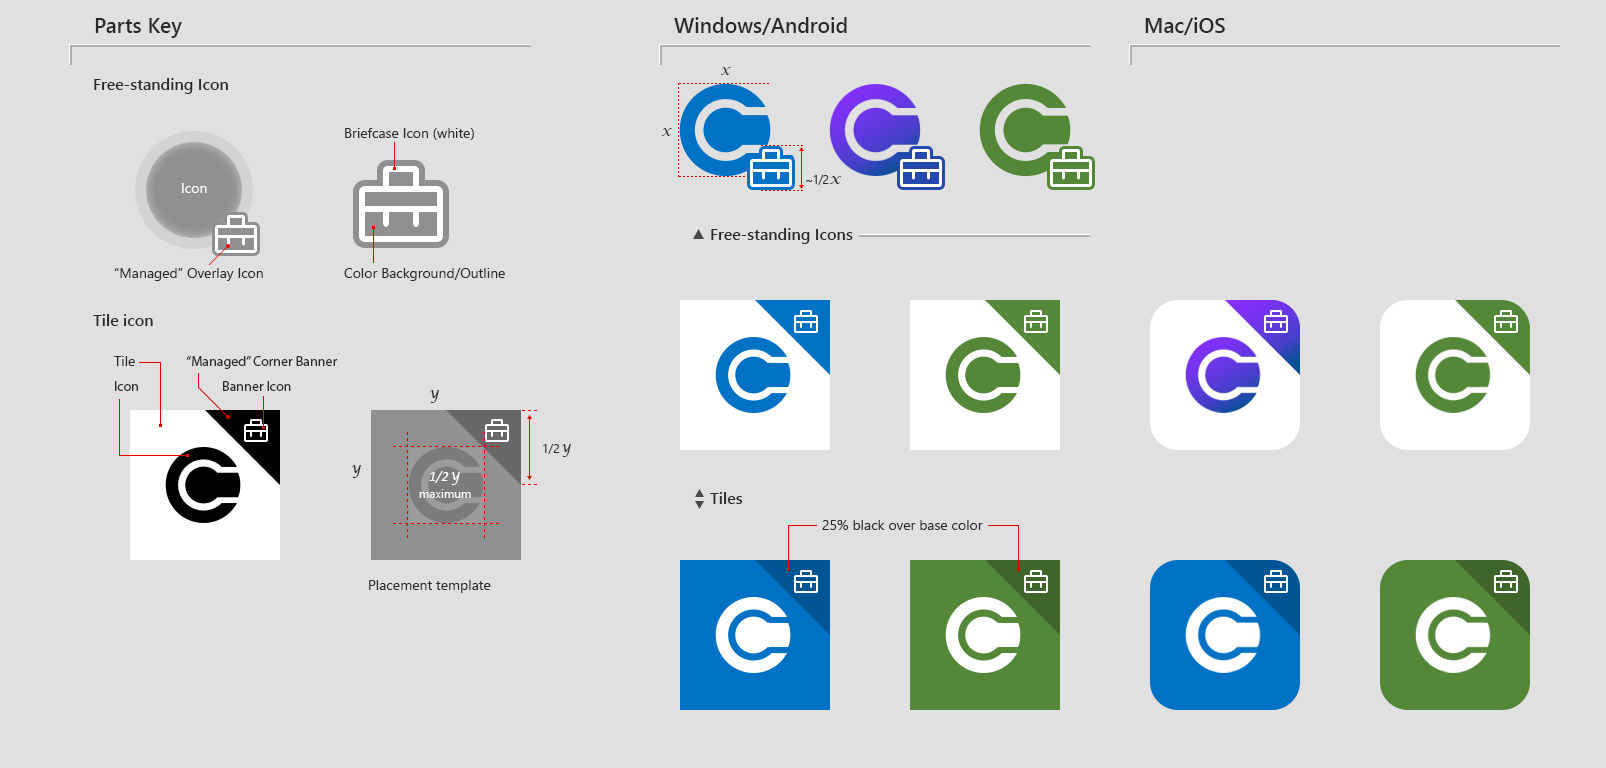 Parts Key
Free-standing Icon
Icon
“Managed” Overlay Icon
Briefcase Icon (white)
Color Background/Outline
Tile icon
Tile
“Managed” Corner Banner
Icon
Banner Icon
y
y
1/2 y
1/2 y
maximum
Placement template
Windows/Android
x
x
~1/2 x
▲ Free-standing Icons
Tiles
25% black over base color
Mac/iOS